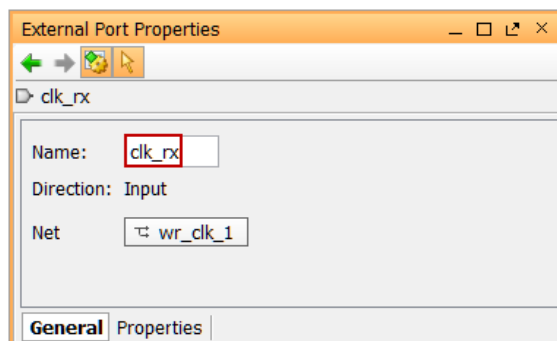 External Port Properties
clk_rx
Name: clk_rx
Direction: Input
Net wr_clk_1
General Properties